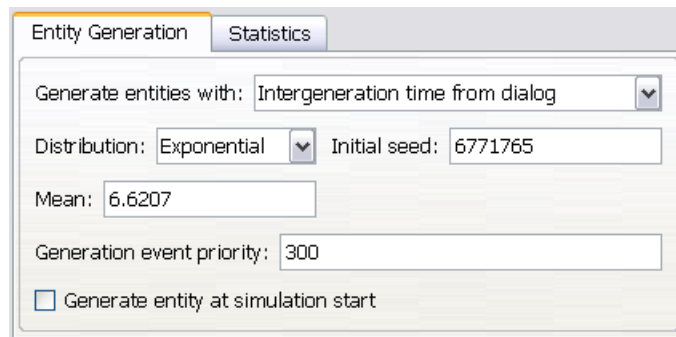 Entity Generation Statistics
Generate entities with: Intergeneration time from dialog
Distribution: Exponential Initial seed: 6771765
Mean: 6.6207
Generation event priority: 300
Generate entity at simulation start